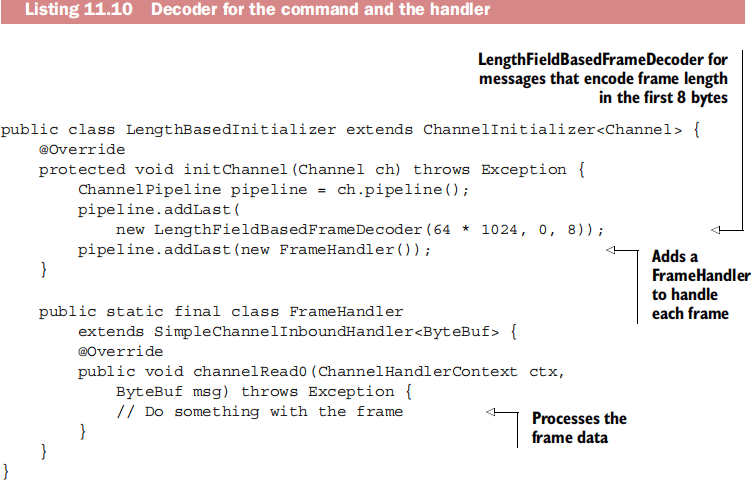 Listing 11.10 Decoder for the command and the handler
LengthFieldBasedFrameDecoder for
messages that encode frame length
in the first 8 bytes
public class LengthBasedInitializer extends ChannelInitializer<Channel> {
@Override
protected void initChannel(Channel ch) throws Exception {
ChannelPipeline pipeline = ch.pipeline();
pipeline.addLast(
new LengthFieldBasedFrameDecoder(64 * 1024, 0, 8));
pipeline.addLast(new FrameHandler());
}
Adds a
FrameHandler
to handle
each frame
public static final class FrameHandler
extends SimpleChannelInboundHandler<ByteBuf> {
@Override
public void channelRead0(ChannelHandlerContext ctx,
ByteBuf msg) throws Exception {
// Do something with the frame
Processes the
frame data
}
}
}